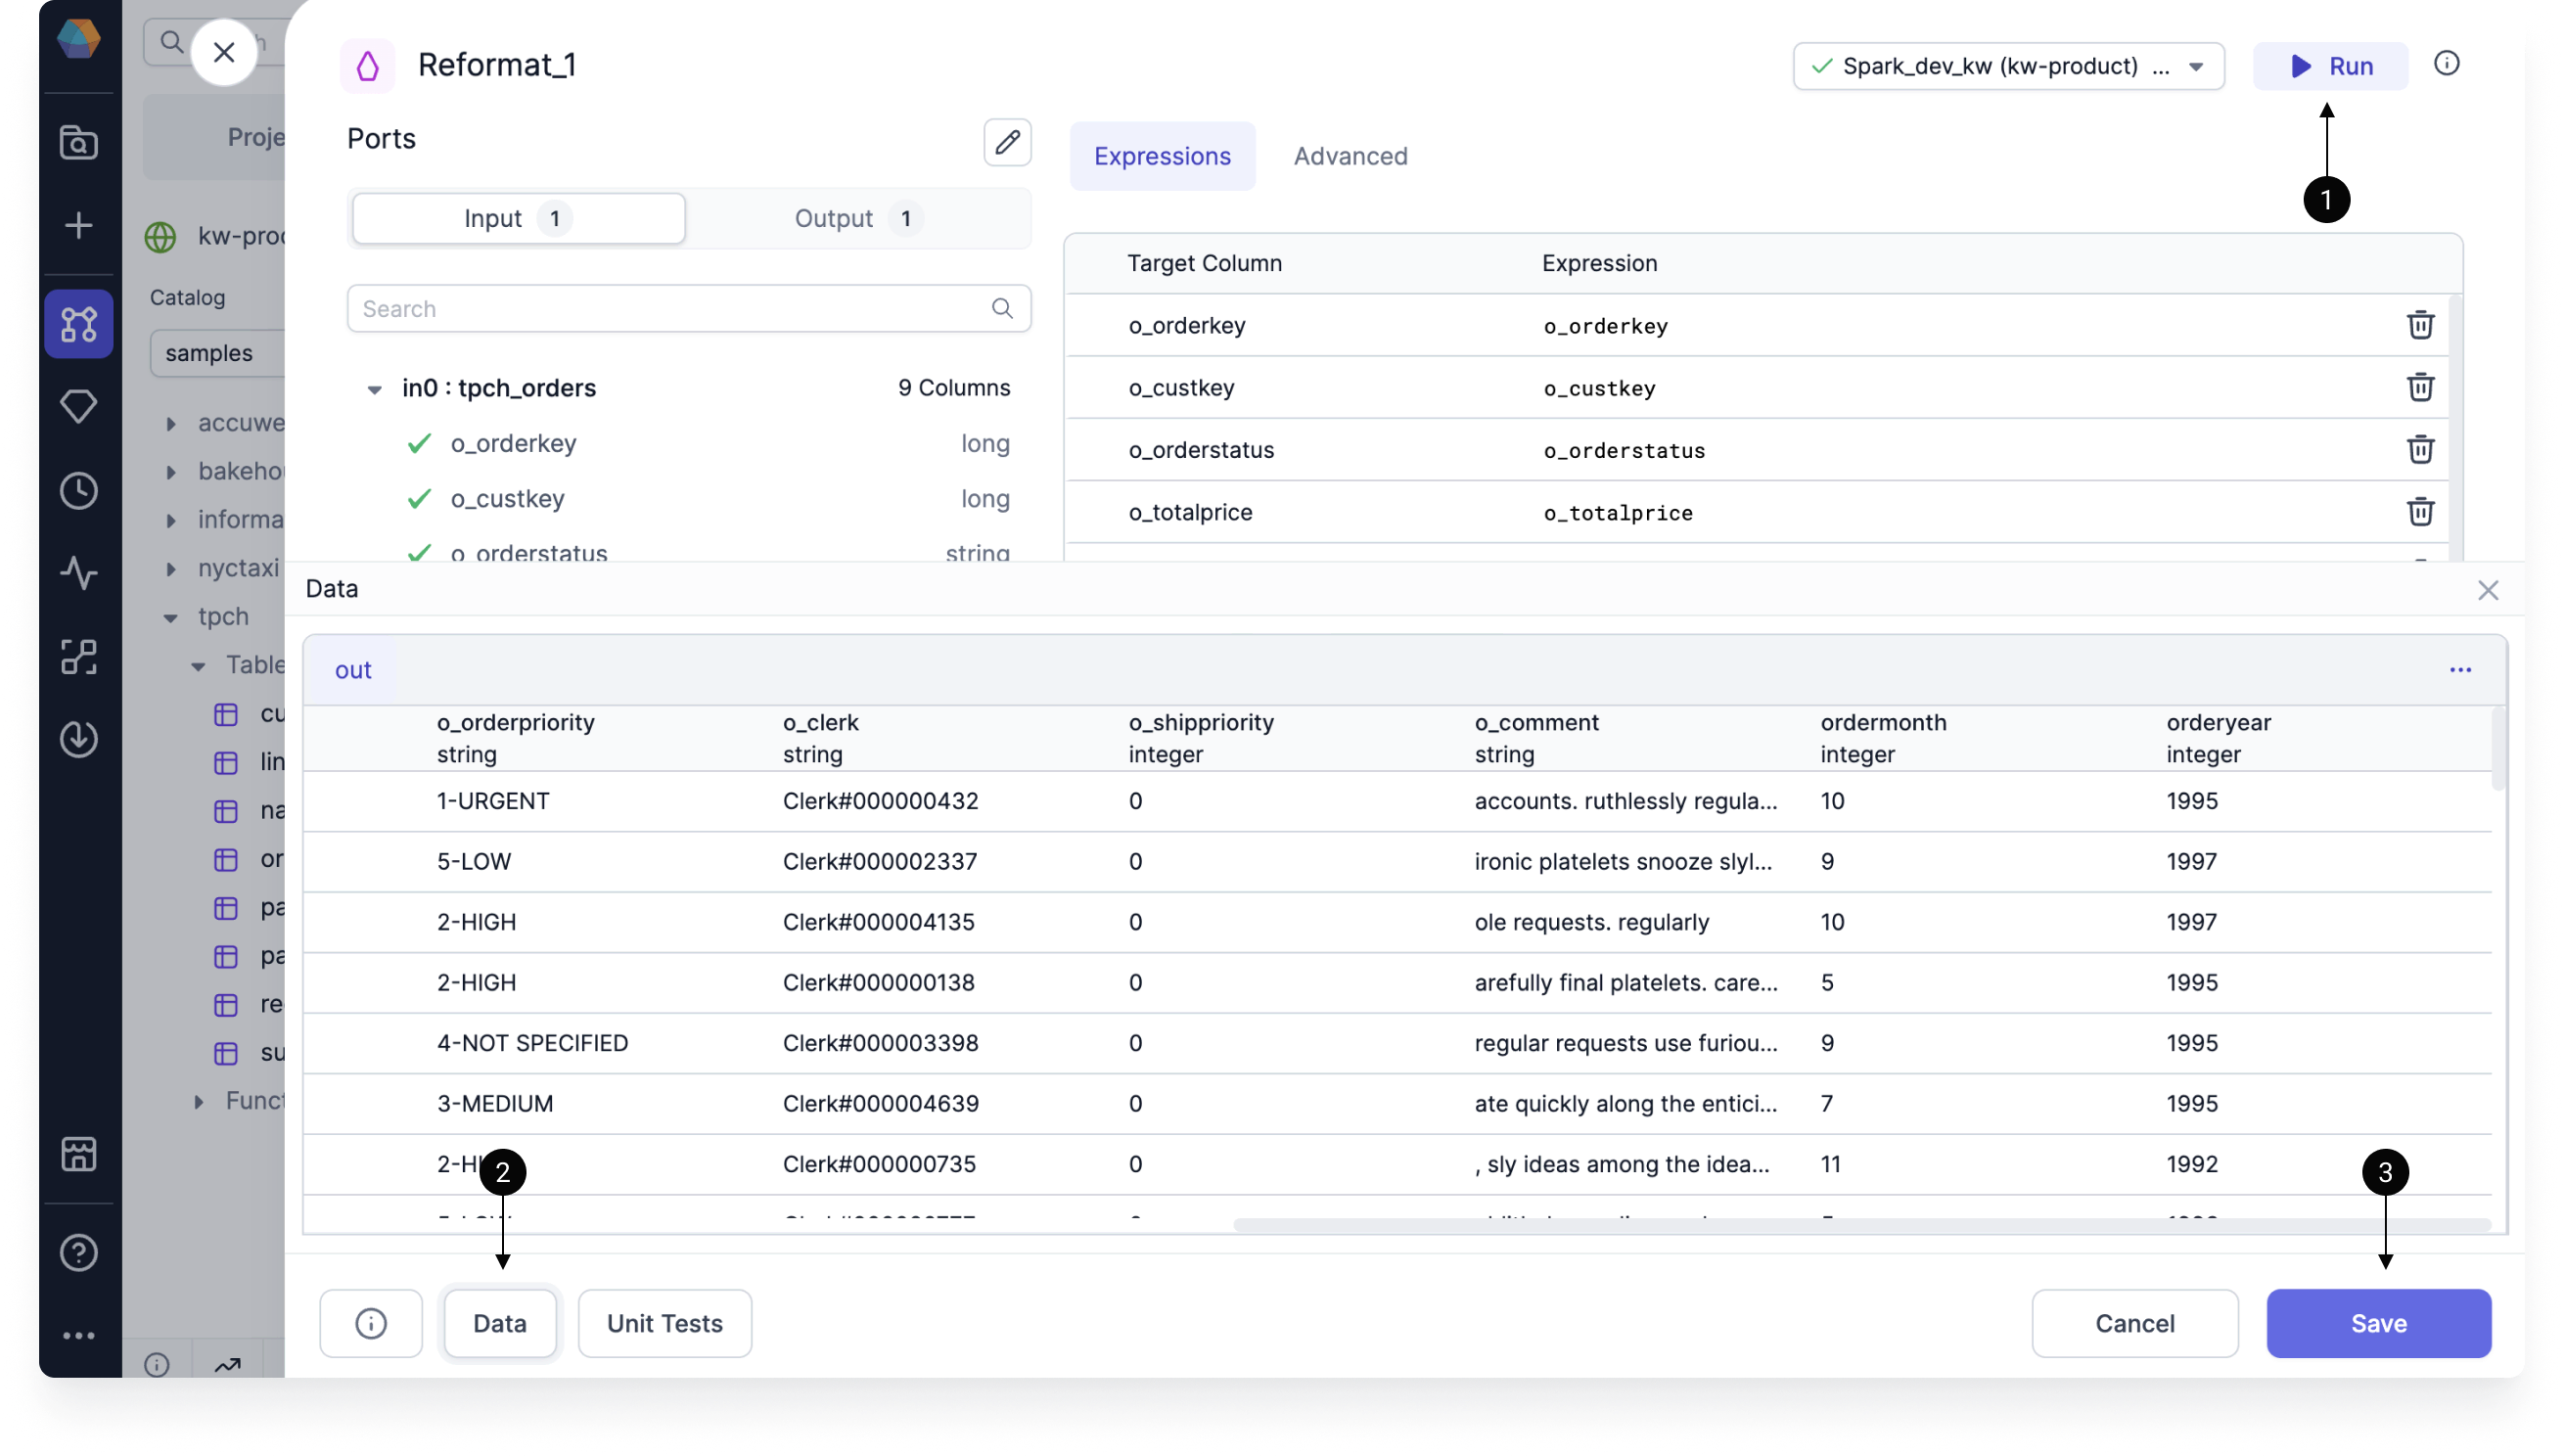 Proje
kw-proc
Catalog
samples
accuwe
bakehou
informa
nyctaxi
tpch
Table
cu
lin
na
or
pa
pa
re
su
Funct
Reformat_1
Spark_dev_kw (kw-product) ...
Run
1
Ports
Input 1
Output 1
Search
in0 : tpch_orders 9 Columns
o_orderkey long
o_custkey long
o_orderstatus string
Expressions Advanced
Target Column Expression
o_orderkey o_orderkey
o_custkey o_custkey
o_orderstatus o_orderstatus
o_totalprice o_totalprice
Data
out
o_orderpriority o_clerk o_shippriority o_comment ordermonth orderyear
string string integer string integer integer
1-URGENT Clerk#000000432 0 accounts. ruthlessly regula... 10 1995
5-LOW Clerk#000002337 0 ironic platelets snooze slyl... 9 1997
2-HIGH Clerk#000004135 0 ole requests. regularly 10 1997
2-HIGH Clerk#000000138 0 arefully final platelets. care... 5 1995
4-NOT SPECIFIED Clerk#000003398 0 regular requests use furiou... 9 1995
3-MEDIUM Clerk#000004639 0 ate quickly along the entici... 7 1995
2-HI Clerk#000000735 0 , sly ideas among the idea... 11 1992
2
3
Data Unit Tests Cancel Save